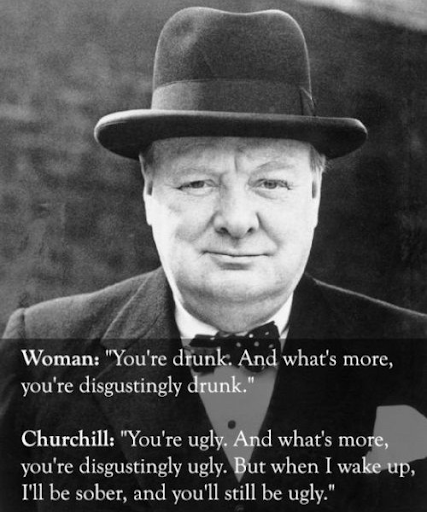 Woman: "You're drunk. And what's more,
you're disgustingly drunk."
Churchill: "You're ugly. And what's more,
you're disgustingly ugly. But when I wake up,
I'll be sober, and you'll still be ugly."